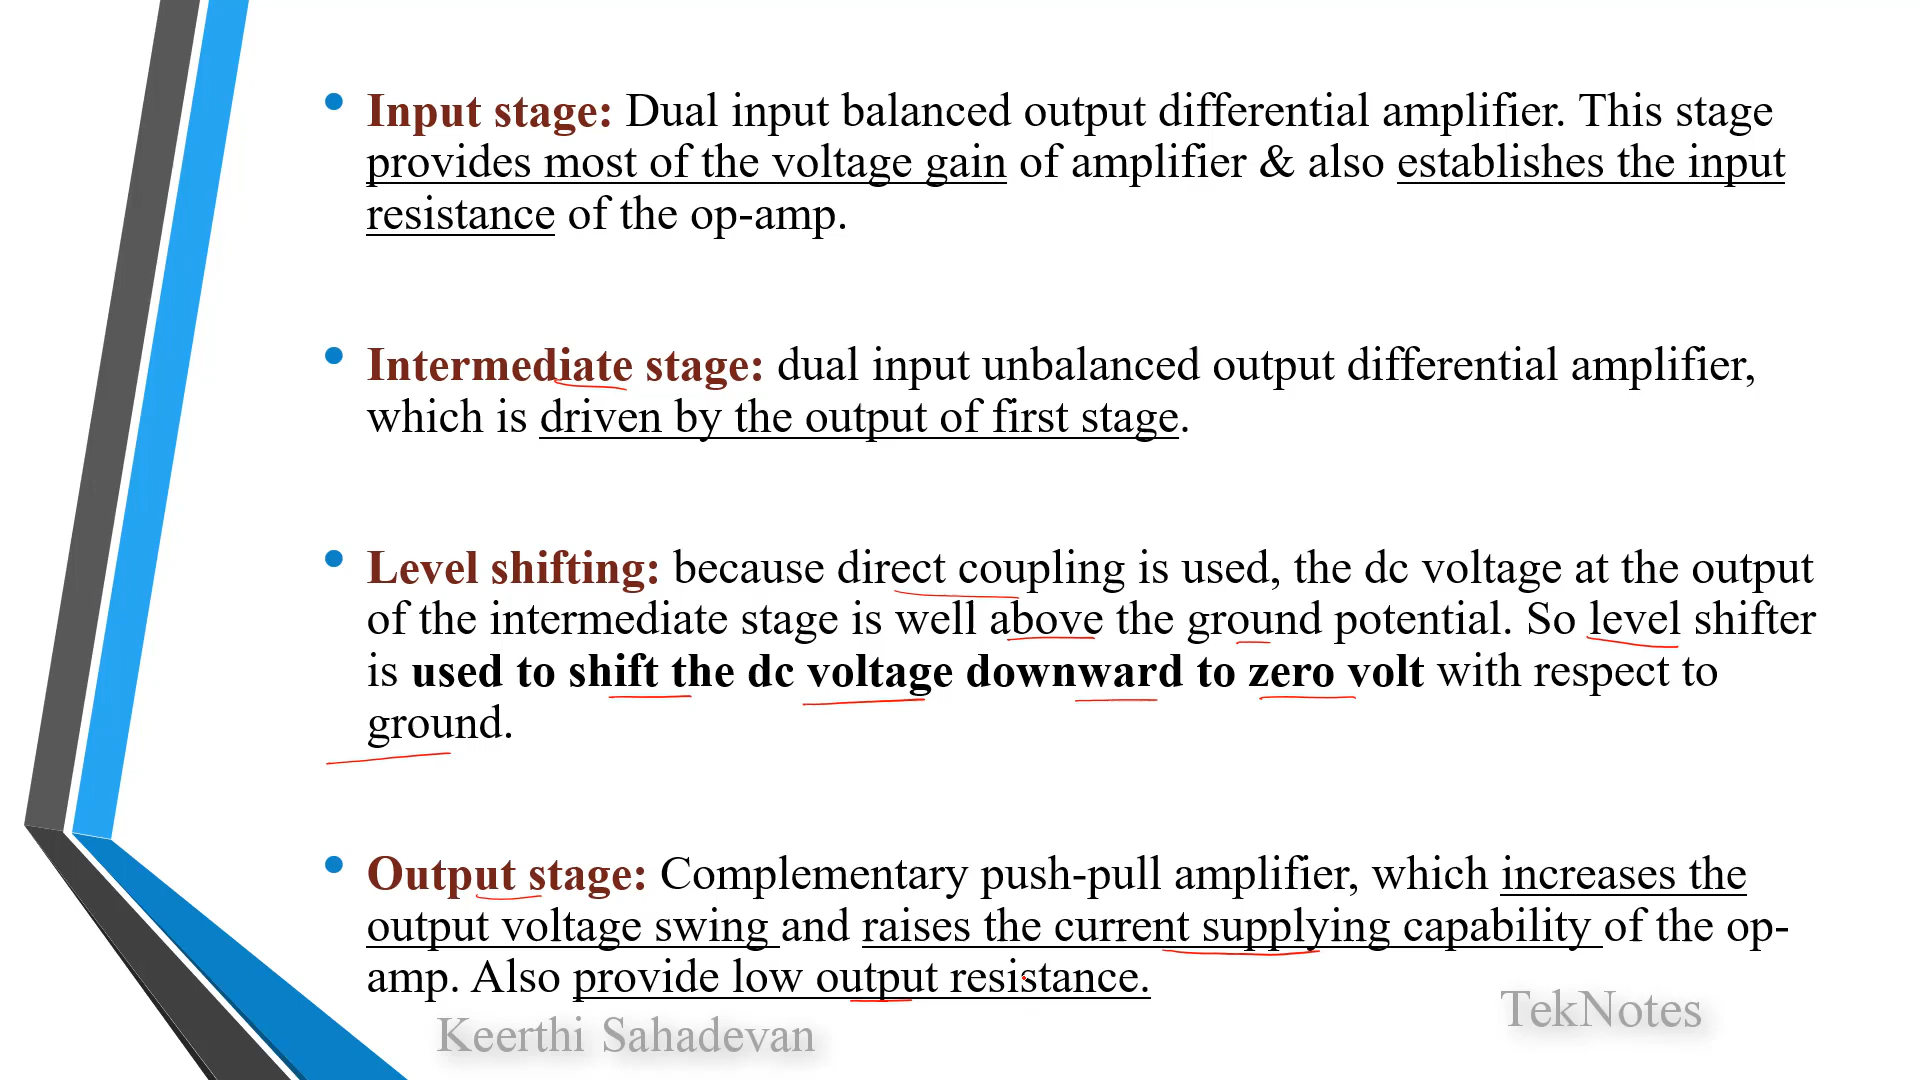 • Input stage: Dual input balanced output differential amplifier. This stage
provides most of the voltage gain of amplifier & also establishes the input
resistance of the op-amp.
• Intermediate stage: dual input unbalanced output differential amplifier,
which is driven by the output of first stage.
• Level shifting: because direct coupling is used, the dc voltage at the output
of the intermediate stage is well above the ground potential. So level shifter
is used to shift the dc voltage downward to zero volt with respect to
ground.
• Output stage: Complementary push-pull amplifier, which increases the
output voltage swing and raises the current supplying capability of the op-
amp. Also provide low output resistance.
TekNotes
Keerthi Sahadevan